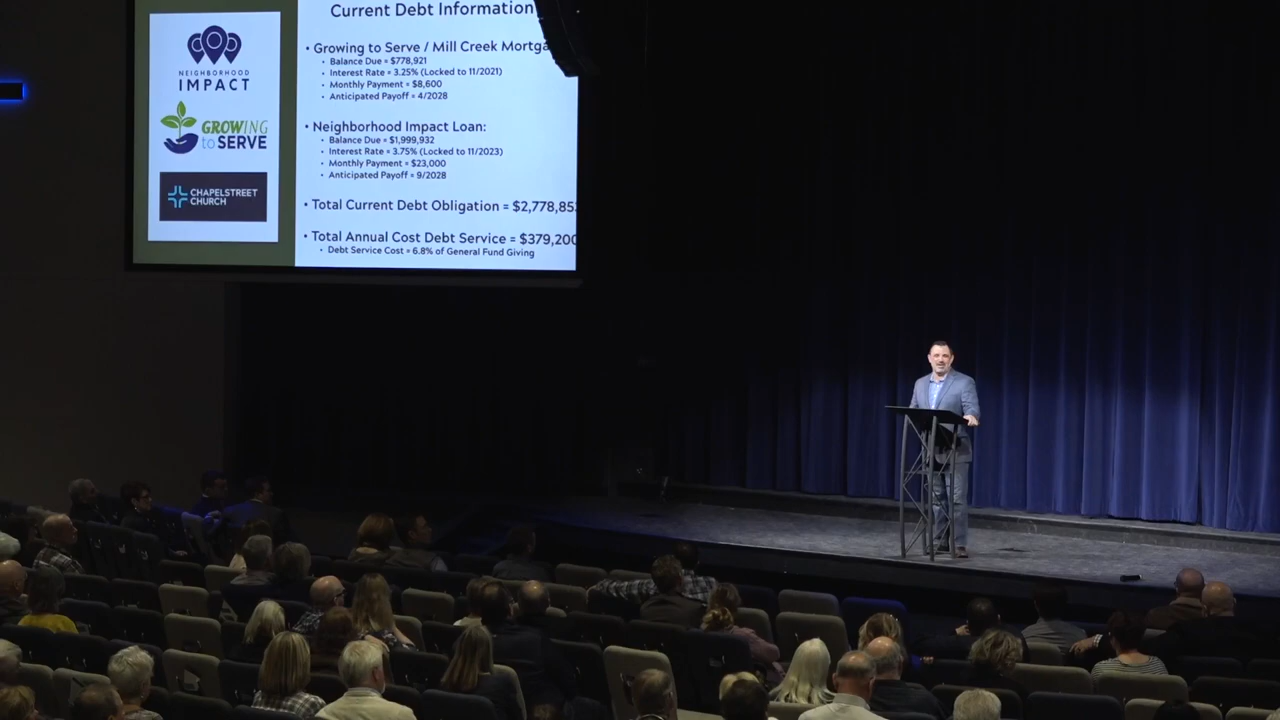 Current Debt Information
NEIGHBORHOOD
IMPACT
GROWING
to SERVE
CHAPELSTREET
CHURCH
• Growing to Serve / Mill Creek Mortga
• Balance Due = $778,921
• Interest Rate = 3.25% (Locked to 11/2021)
• Monthly Payment = $8,600
• Anticipated Payoff = 4/2028
• Neighborhood Impact Loan:
• Balance Due = $1,999,932
• Interest Rate = 3.75% (Locked to 11/2023)
• Monthly Payment = $23,000
• Anticipated Payoff = 9/2028
• Total Current Debt Obligation = $2,778,853
• Total Annual Cost Debt Service = $379,200
• Debt Service Cost = 6.8% of General Fund Giving